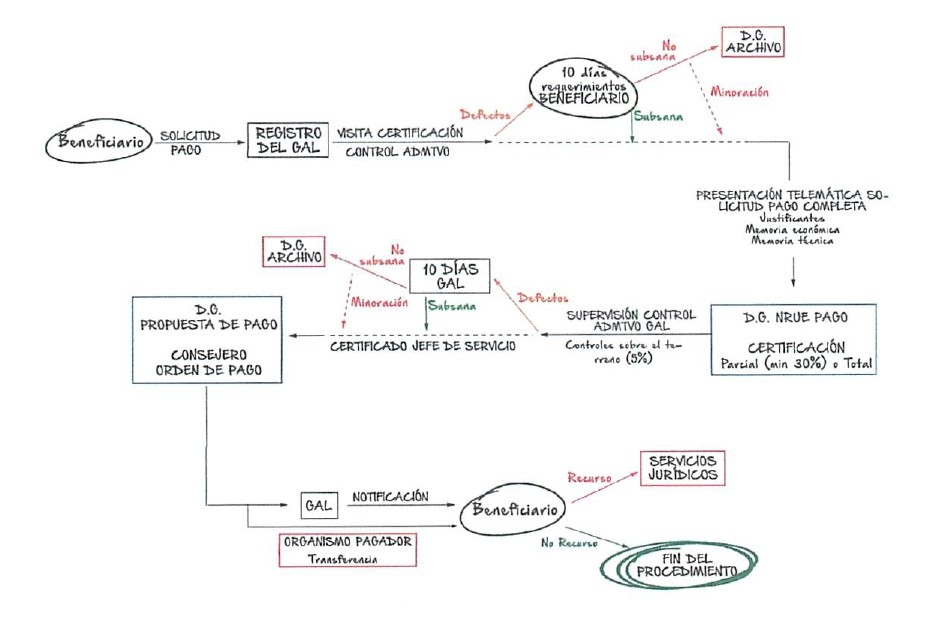 Beneficiario
SOLICITUD
PAGO
REGISTRO
DEL GAL
VISITA CERTIFICACIÓN
CONTROL ADMTVO
Defectos
10 días
requerimientos
BENEFICIARIO
No
subsana
D.G.
ARCHIVO
Minoración
Subsana
PRESENTACIÓN TELEMÁTICA SO-
LICITUD PAGO COMPLETA
Justificantes
Memoria económica
Memoria técnica
D.G. NRUE PAGO
CERTIFICACIÓN
Parcial (min 30%) o Total
SUPERVISIÓN CONTROL
ADMTVO GAL
Controles sobre el te-
rreno (5%)
Defectos
10 DÍAS
GAL
No
subsana
D.G.
ARCHIVO
Minoración
Subsana
CERTIFICADO JEFE DE SERVICIO
D.G.
PROPUESTA DE PAGO
CONSEJERO
ORDEN DE PAGO
GAL
NOTIFICACIÓN
ORGANISMO PAGADOR
Transferencia
Beneficiario
Recurso
SERVICIOS
JURÍDICOS
No Recurso
FIN DEL
PROCEDIMIENTO